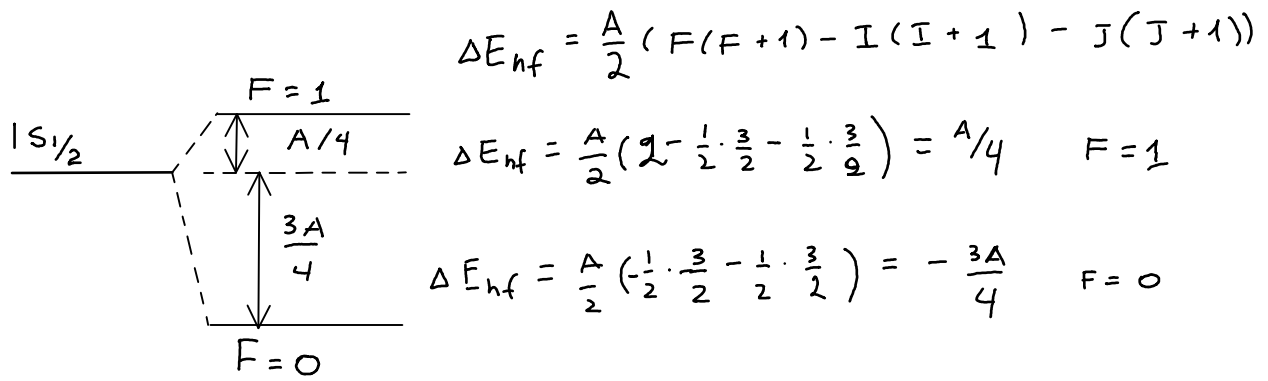 ΔE_hf = A/2 ( F(F+1) - I(I+1) - J(J+1))
F = 1
1S_1/2
A/4
ΔE_hf = A/2 (2 - 1/2 · 3/2 - 1/2 · 3/2) = A/4 F = 1
3A/4
ΔE_hf = A/2 (-1/2 · 3/2 - 1/2 · 3/2) = - 3A/4 F = 0
F = 0